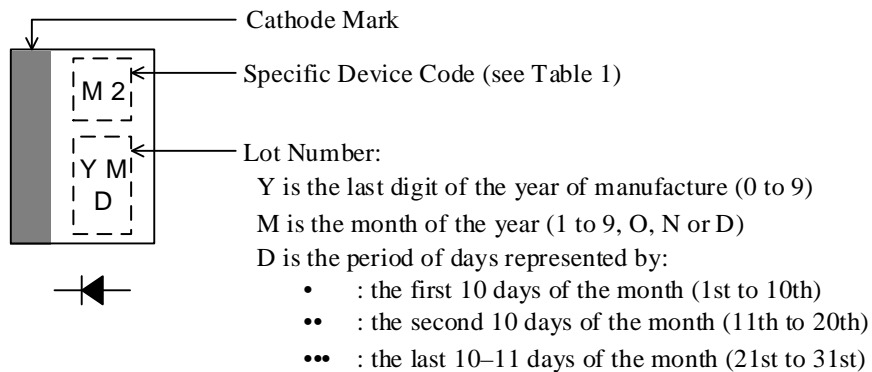 Cathode Mark
Specific Device Code (see Table 1)
M 2
Lot Number:
Y M
D
Y is the last digit of the year of manufacture (0 to 9)
M is the month of the year (1 to 9, O, N or D)
D is the period of days represented by:
• : the first 10 days of the month (1st to 10th)
•• : the second 10 days of the month (11th to 20th)
••• : the last 10–11 days of the month (21st to 31st)